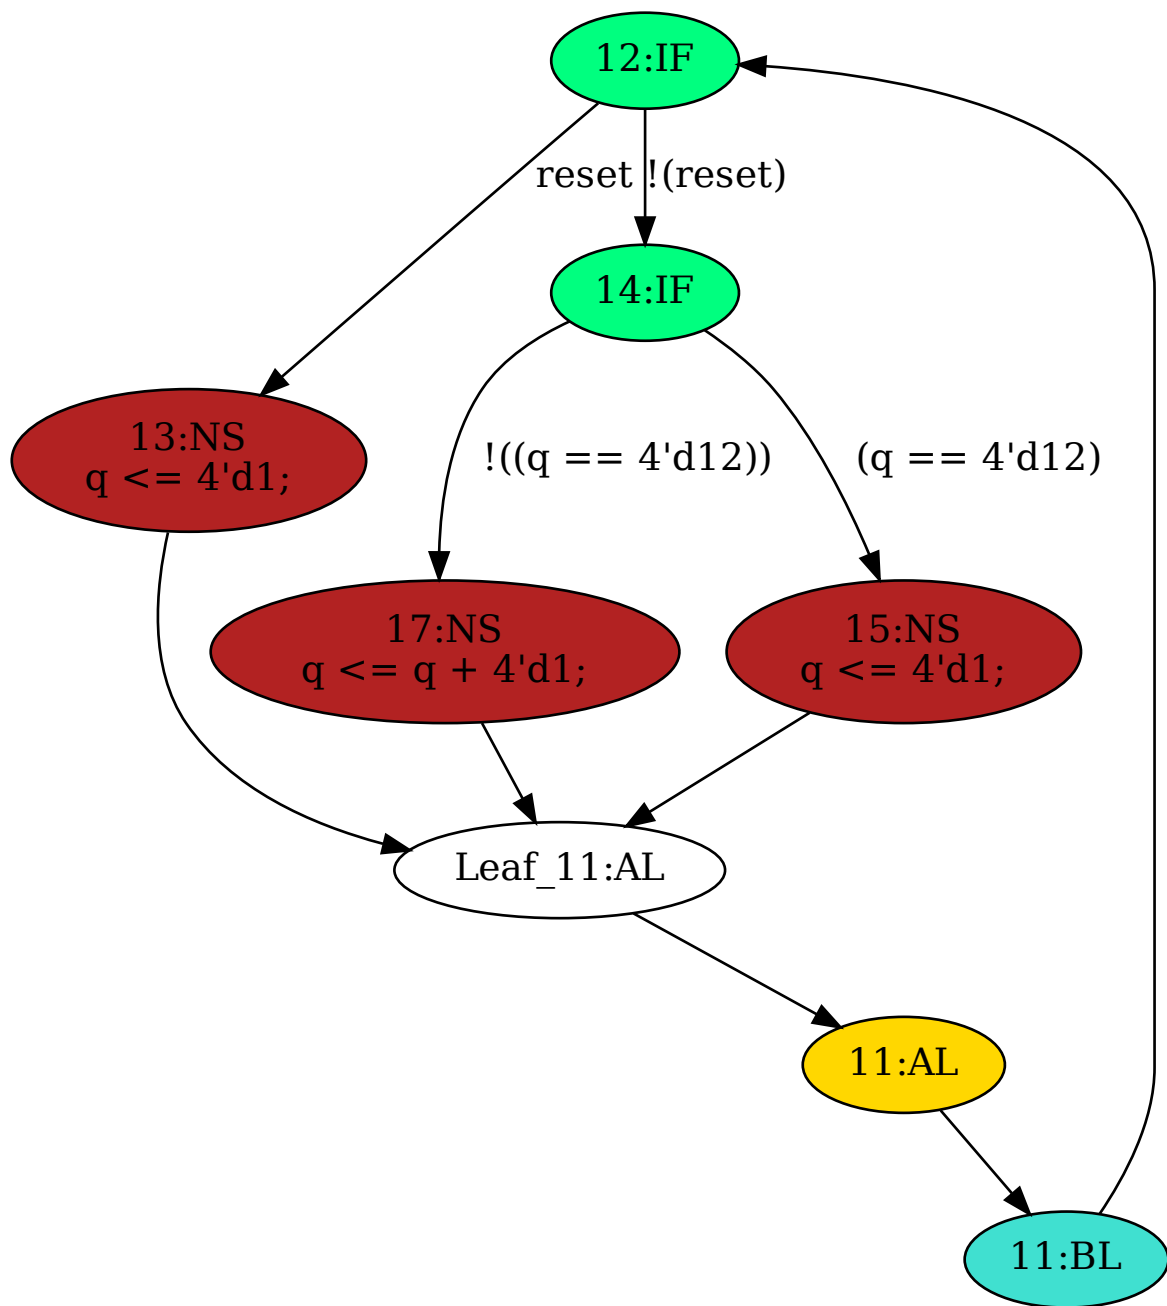 12:IF
reset
!(reset)
14:IF
13:NS
q <= 4'd1;
!((q == 4'd12))
(q == 4'd12)
17:NS
q <= q + 4'd1;
15:NS
q <= 4'd1;
Leaf_11:AL
11:AL
11:BL